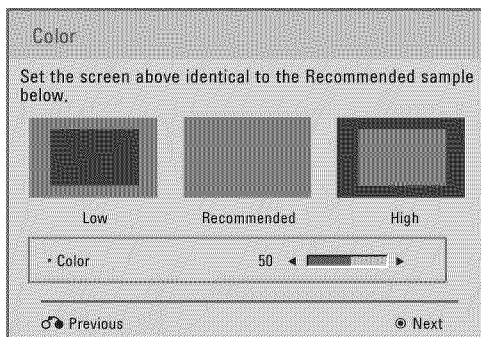 Color
Set the screen above identical to the Recommended sample
below.
Low Recommended High
• Color 50
Previous Next